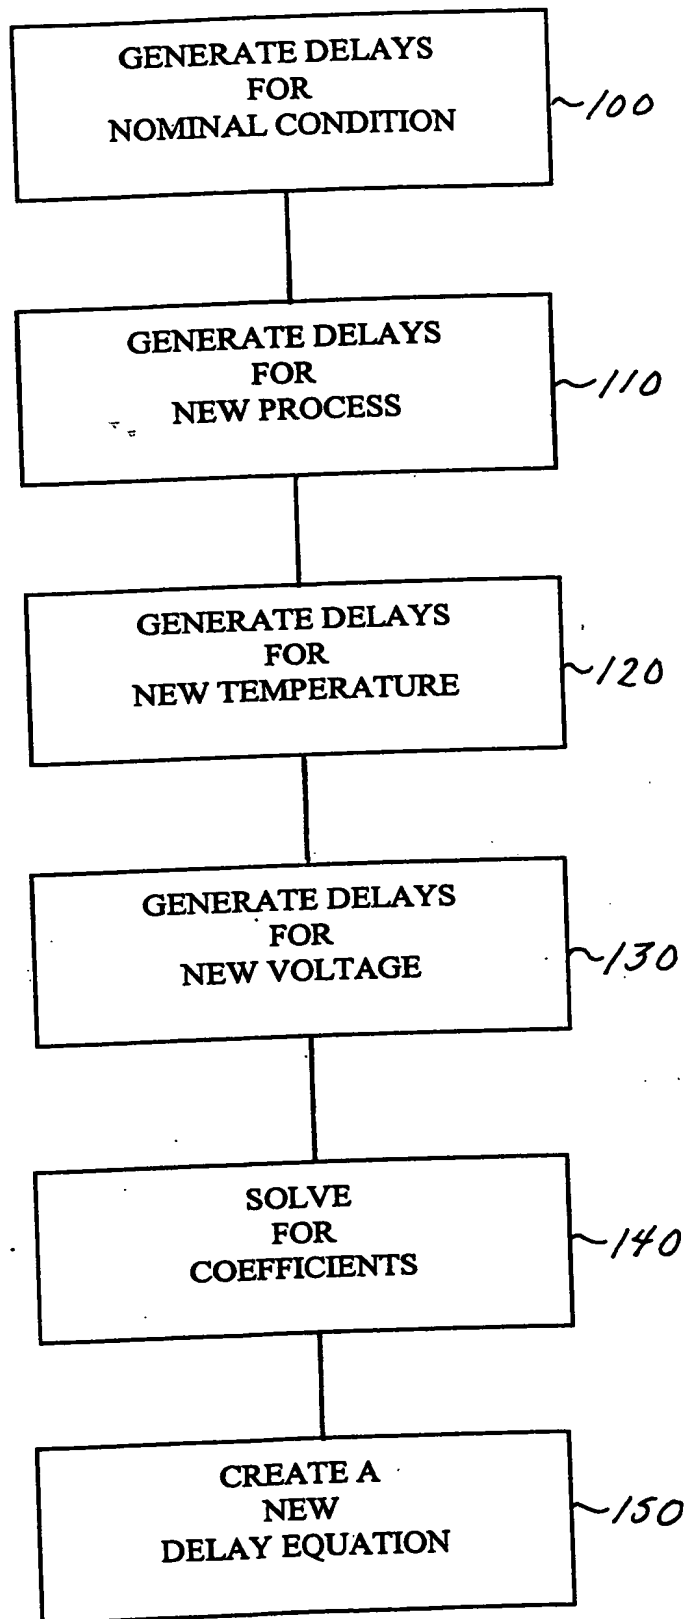 GENERATE DELAYS
FOR
NOMINAL CONDITION
~100
GENERATE DELAYS
FOR
NEW PROCESS
~110
GENERATE DELAYS
FOR
NEW TEMPERATURE
~120
GENERATE DELAYS
FOR
NEW VOLTAGE
~130
SOLVE
FOR
COEFFICIENTS
~140
CREATE A
NEW
DELAY EQUATION
~150